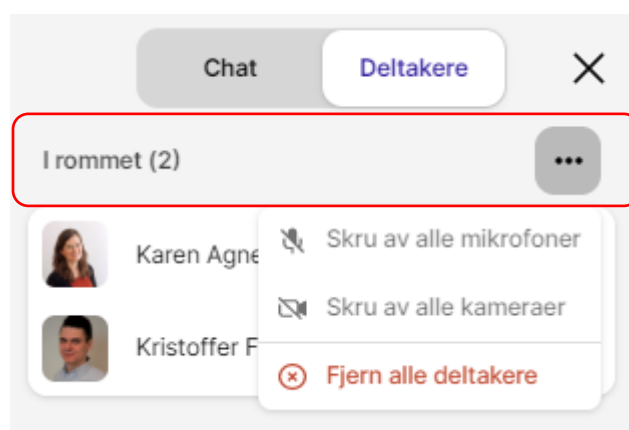 Chat Deltakere
I rommet (2)
Karen Agne
Skru av alle mikrofoner
Skru av alle kameraer
Kristoffer F
Fjern alle deltakere